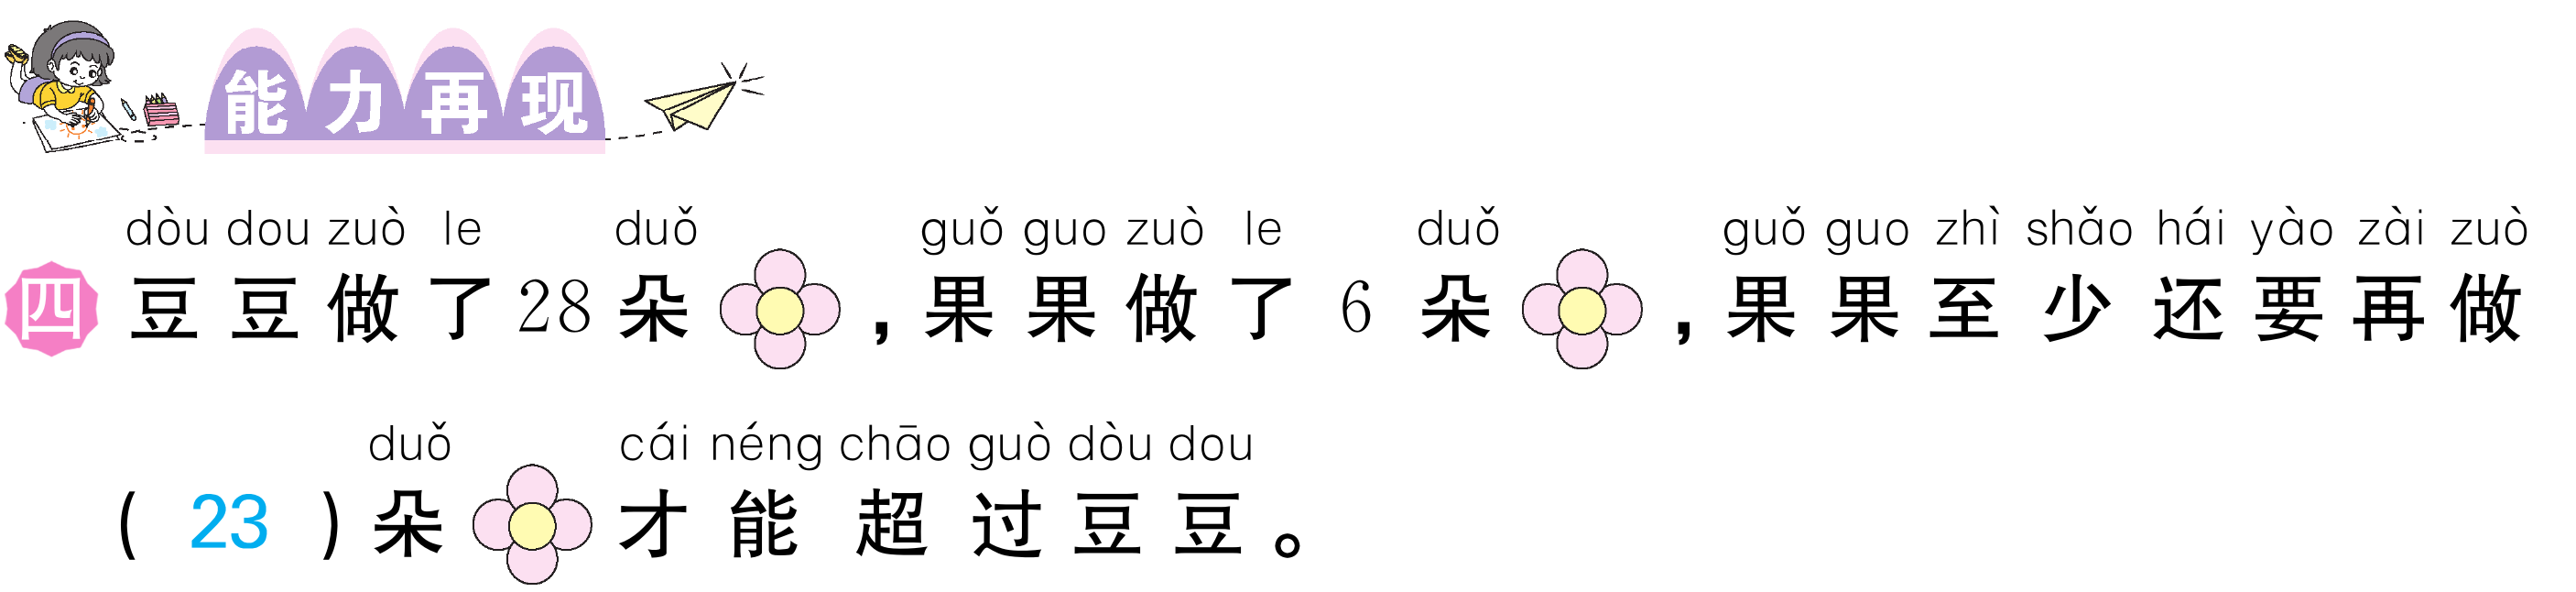 能力再现
dòu dou zuò le duǒ guǒ guo zuò le duǒ guǒ guo zhì shǎo hái yào zài zuò
四 豆豆做了28朵,果果做了 6 朵,果果至少还要再做
duǒ cái néng chāo guò dòu dou
( 23 )朵才能超过豆豆。